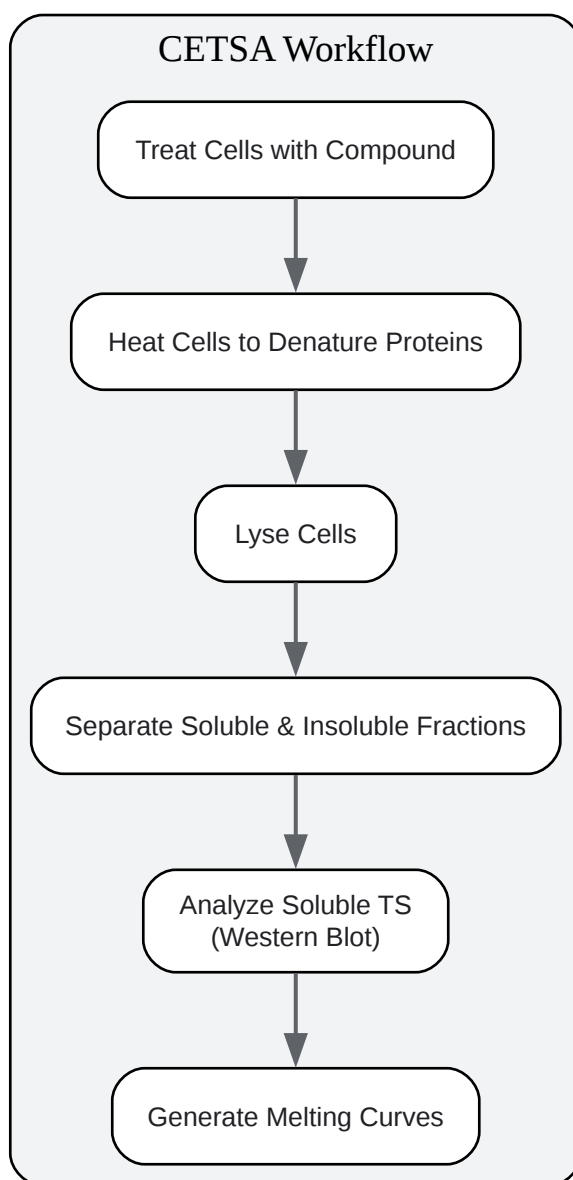 CETSA Workflow
Treat Cells with Compound
Heat Cells to Denature Proteins
Lyse Cells
Separate Soluble & Insoluble Fractions
Analyze Soluble TS
(Western Blot)
Generate Melting Curves